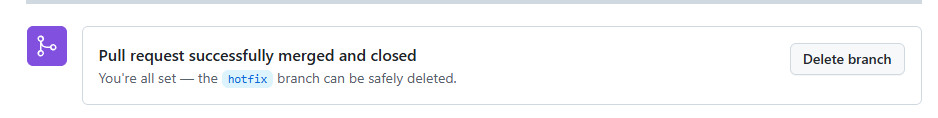 Pull request successfully merged and closed
You're all set — the hotfix branch can be safely deleted.
Delete branch